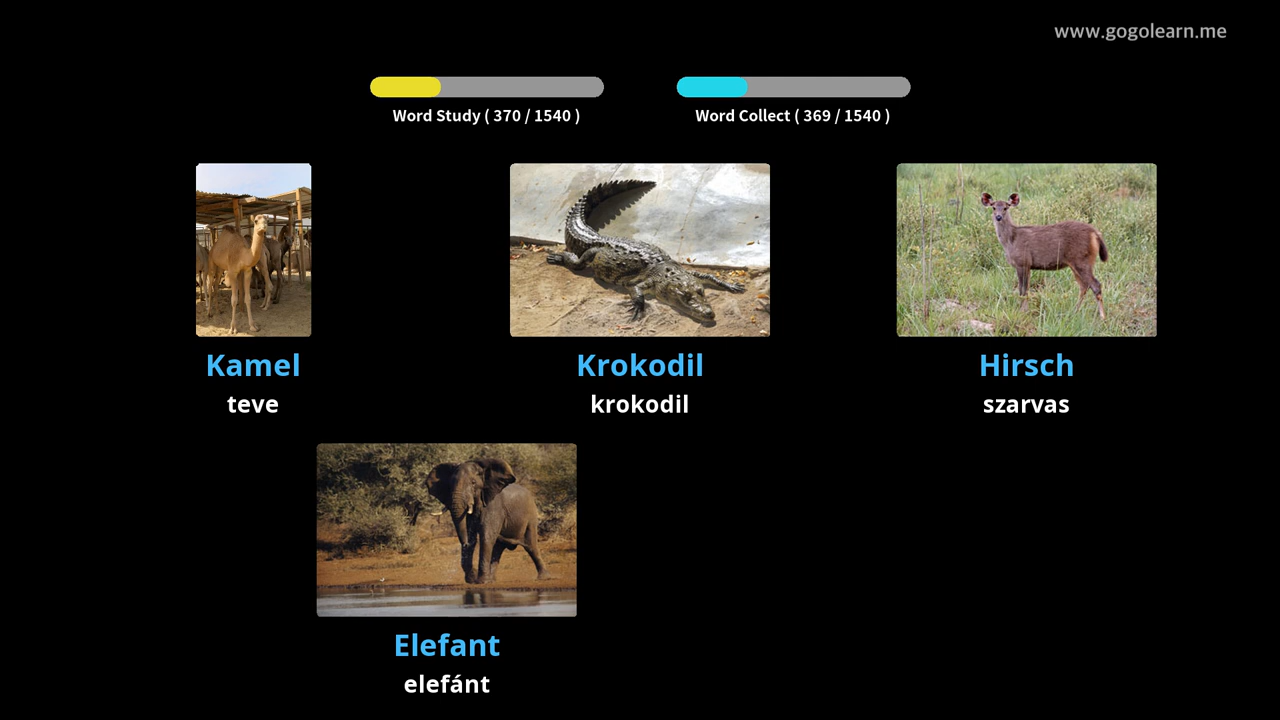 www.gogolearn.me
Word Study ( 370 / 1540 )
Word Collect ( 369 / 1540 )
Kamel
teve
Krokodil
krokodil
Hirsch
szarvas
Elefant
elefánt